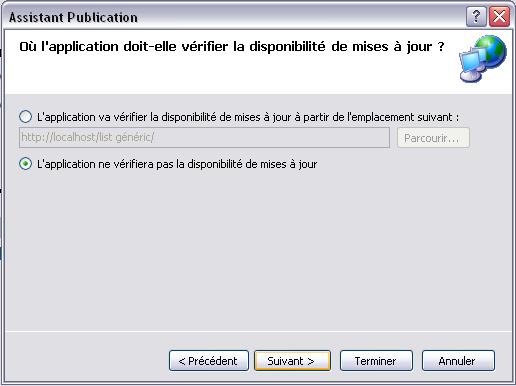 Assistant Publication
Où l'application doit-elle vérifier la disponibilité de mises à jour ?
L'application va vérifier la disponibilité de mises à jour à partir de l'emplacement suivant :
http://localhost/list généric/
Parcourir...
L'application ne vérifiera pas la disponibilité de mises à jour
< Précédent
Suivant >
Terminer
Annuler